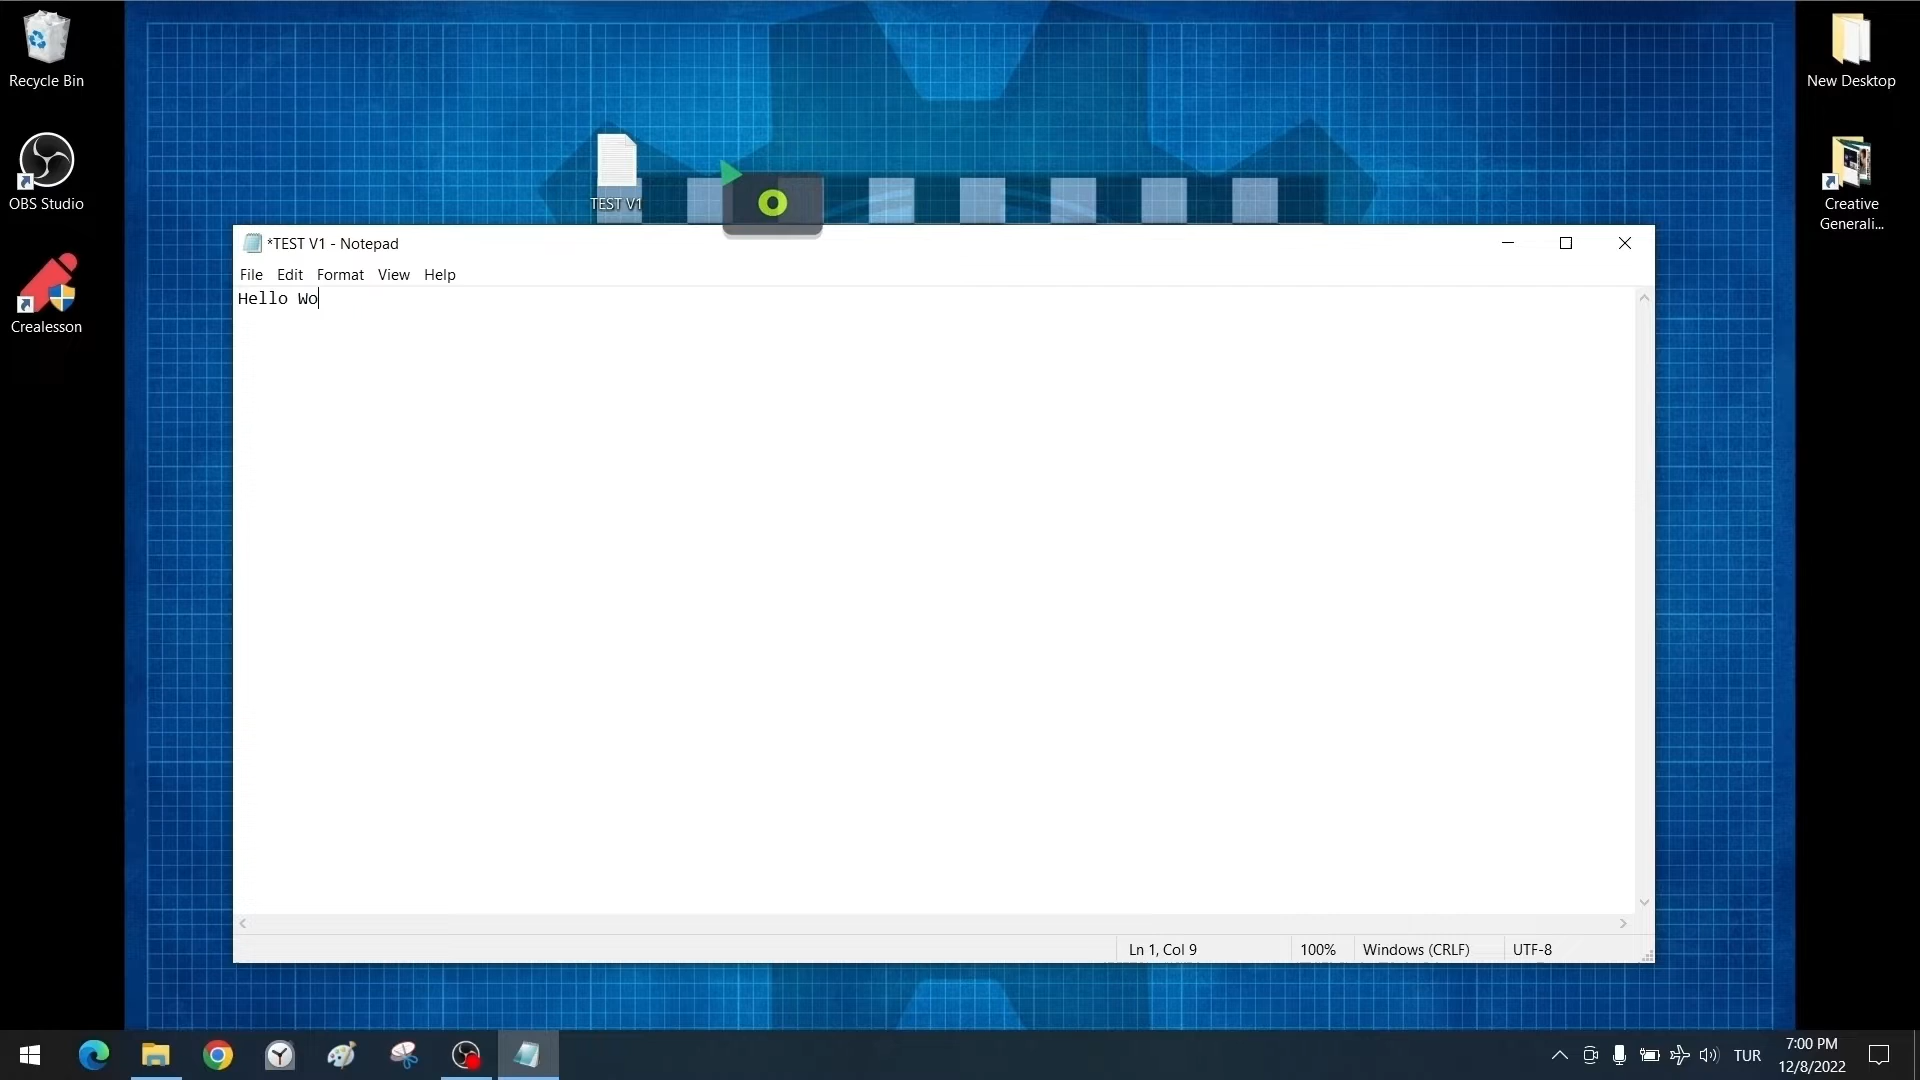 Recycle Bin
New Desktop
OBS Studio
TEST V1
o
Creative
Generali...
Crealesson
*TEST V1 - Notepad
File Edit Format View Help
Hello Wo
Ln 1, Col 9 100% Windows (CRLF) UTF-8
TUR
7:00 PM
12/8/2022